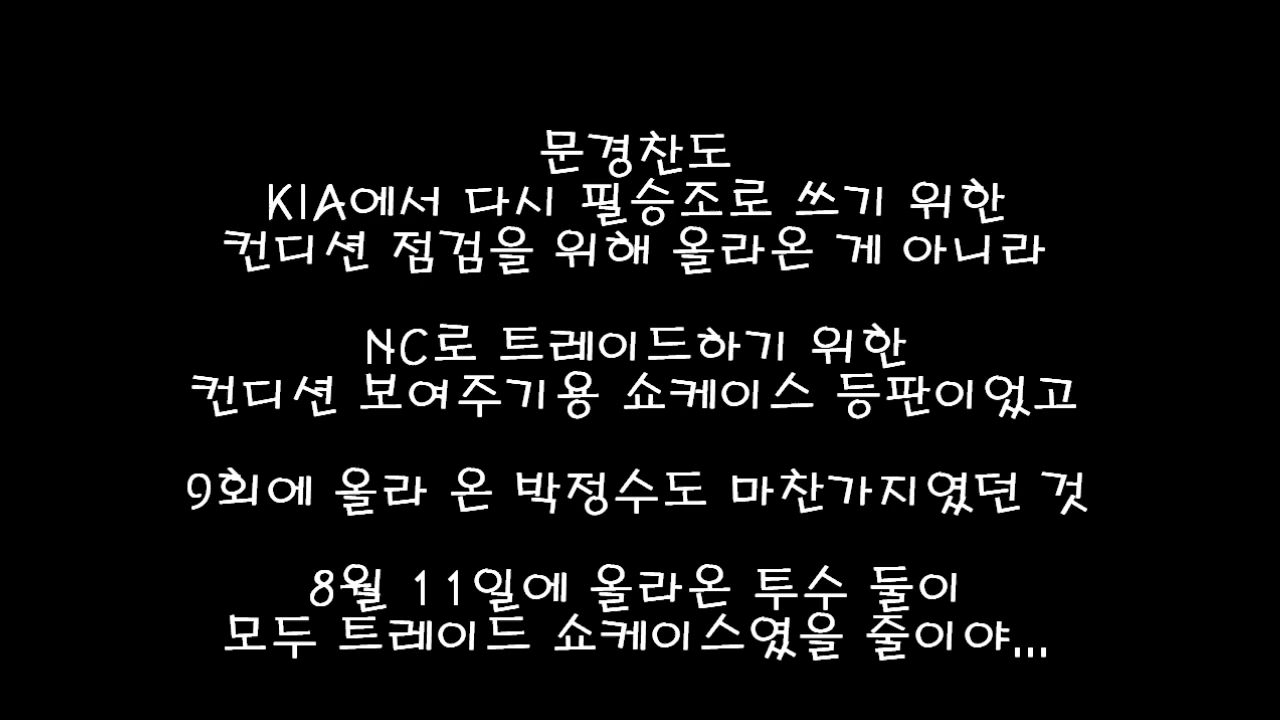 문경찬도
KIA에서 다시 필승조로 쓰기 위한
컨디션 점검을 위해 올라온 게 아니라
NC로 트레이드하기 위한
컨디션 보여주기용 쇼케이스 등판이었고
9회에 올라 온 박정수도 마찬가지였던 것
8월 11일에 올라온 투수 둘이
모두 트레이드 쇼케이스였을 줄이야...